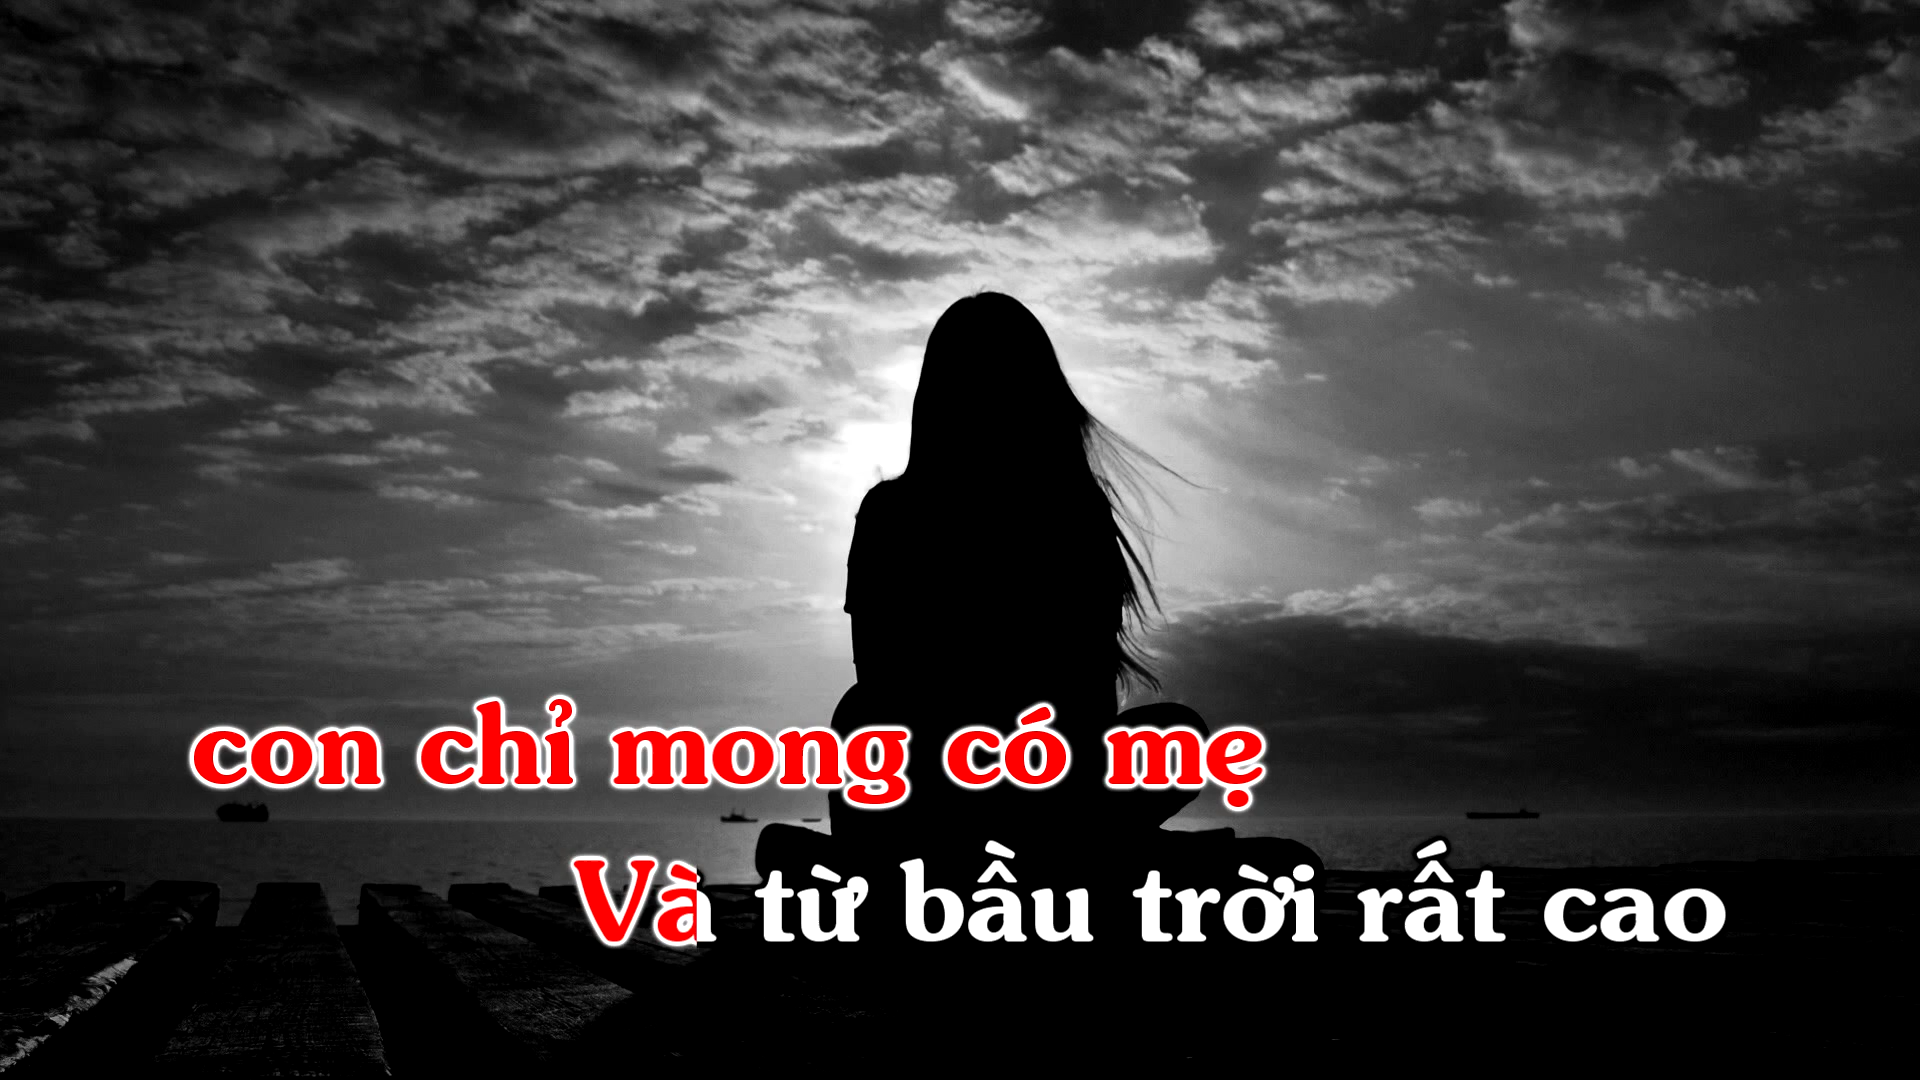 con chỉ mong có mẹ
Và từ bầu trời rất cao